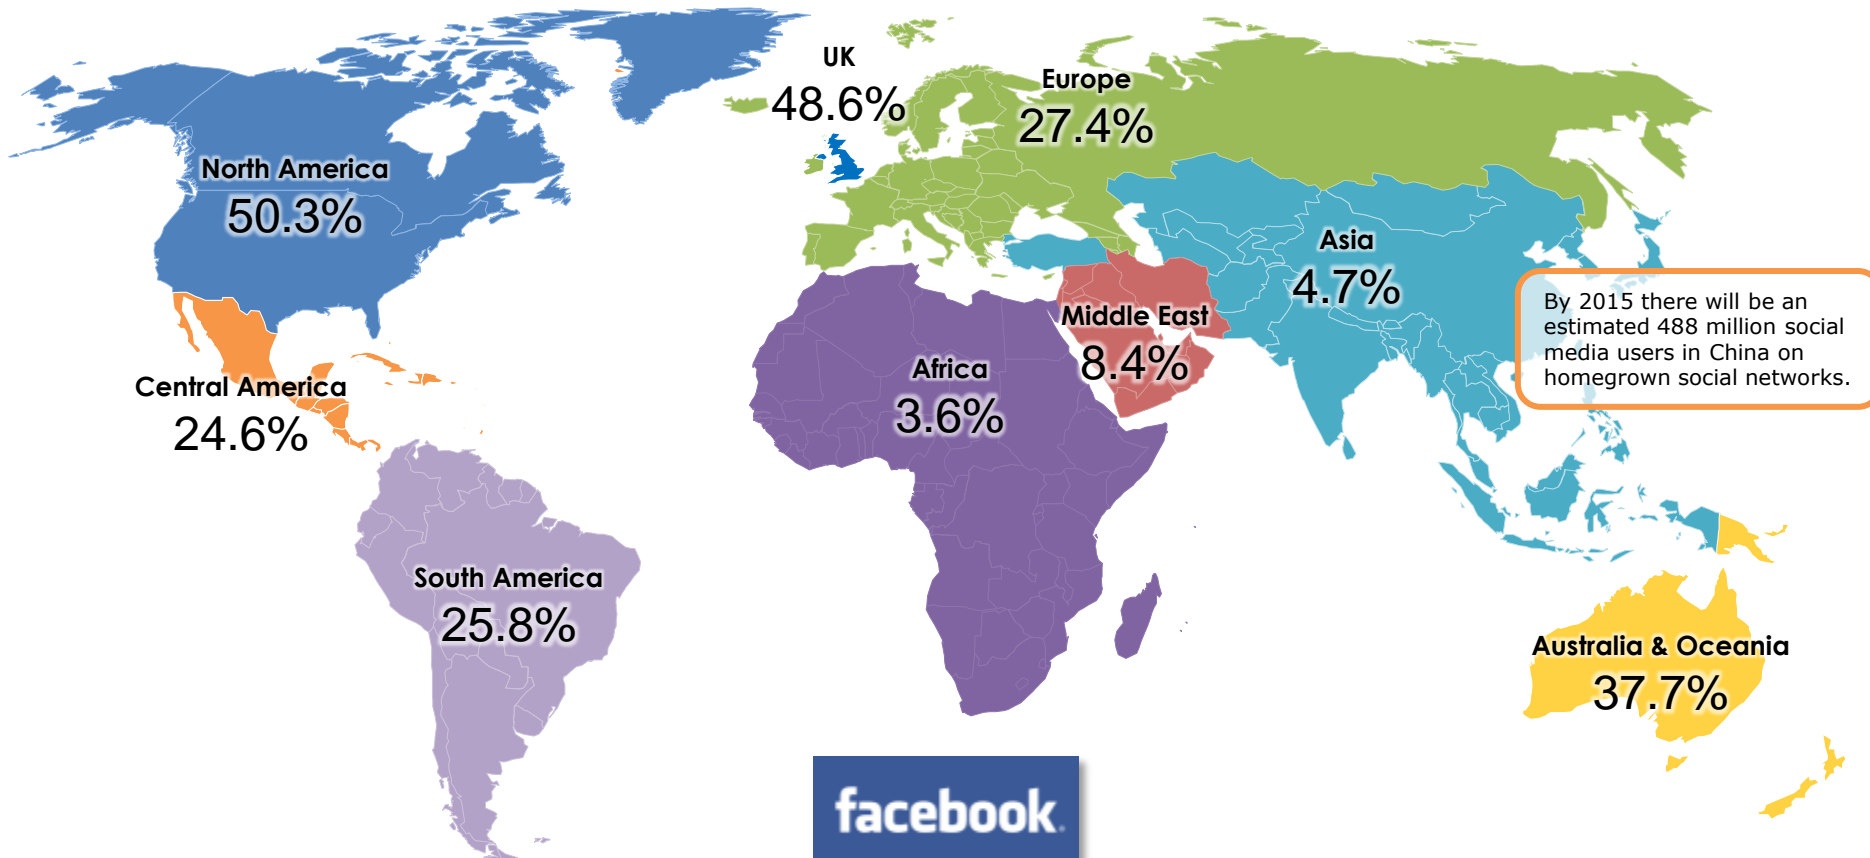 UK
48.6%
Europe
27.4%
North America
50.3%
Asia
4.7%
By 2015 there will be an
estimated 488 million social
media users in China on
homegrown social networks.
Middle East
8.4%
Africa
3.6%
Central America
24.6%
South America
25.8%
Australia & Oceania
37.7%
facebook.